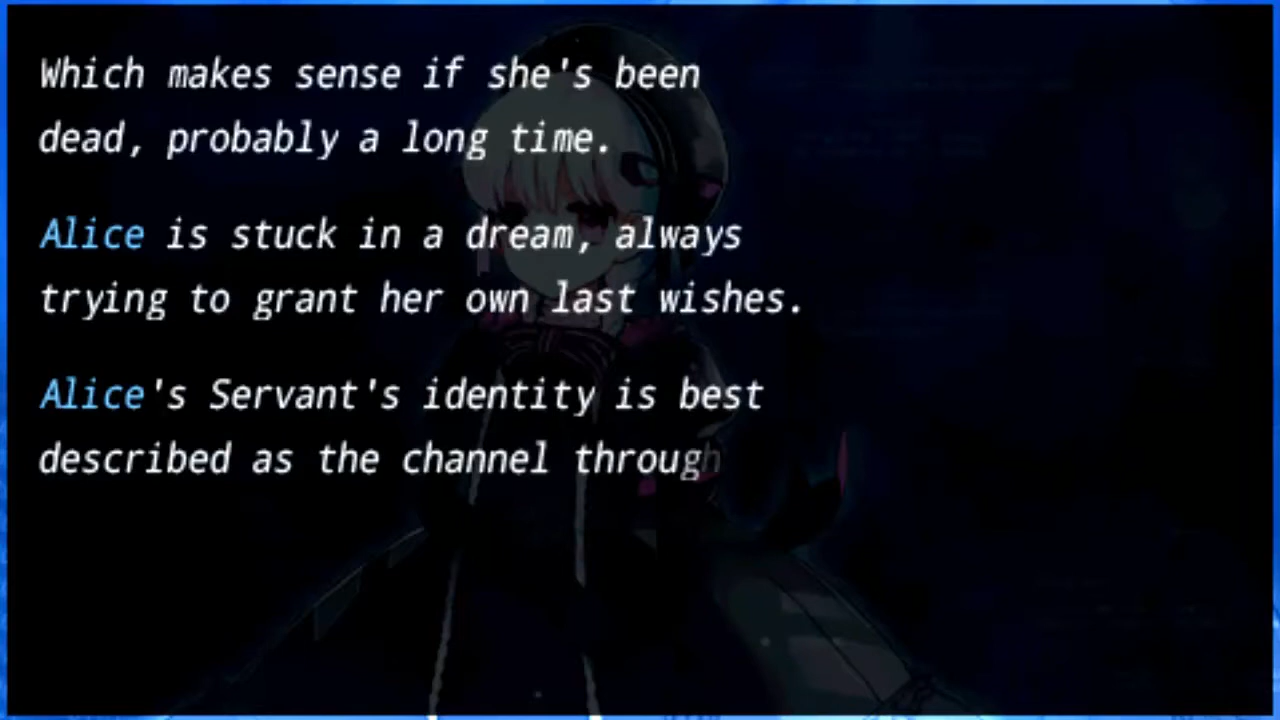 Which makes sense if she's been
dead, probably a long time.
Alice is stuck in a dream, always
trying to grant her own last wishes.
Alice's Servant's identity is best
described as the channel through